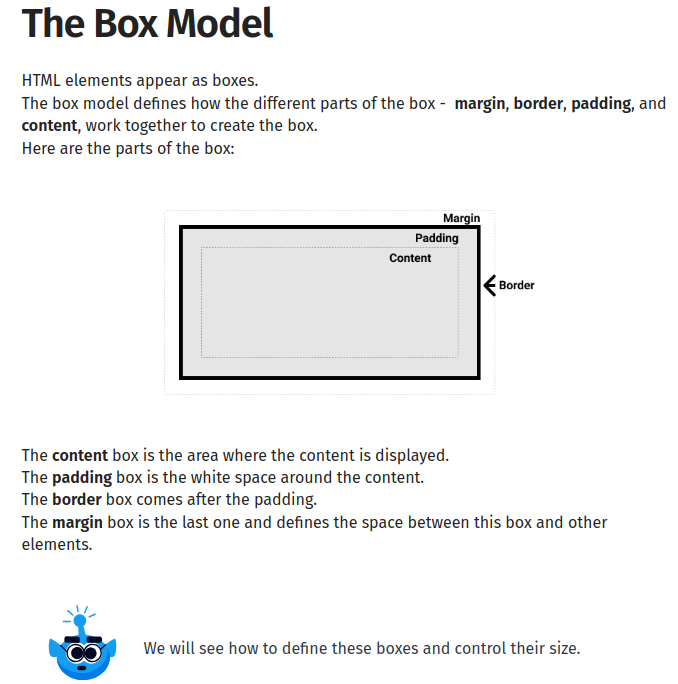 The Box Model
HTML elements appear as boxes.
The box model defines how the different parts of the box -  margin, border, padding, and
content, work together to create the box.
Here are the parts of the box:
Margin
Padding
Content
Border
The content box is the area where the content is displayed.
The padding box is the white space around the content.
The border box comes after the padding.
The margin box is the last one and defines the space between this box and other
elements.
We will see how to define these boxes and control their size.